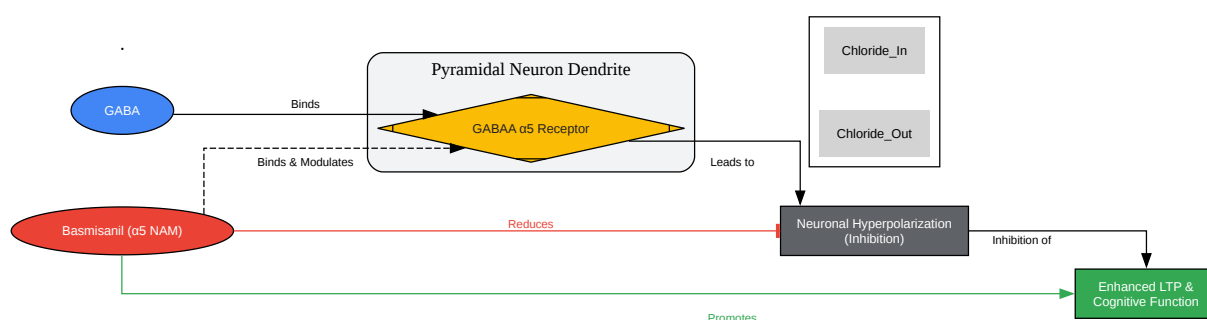 Chloride_In
Pyramidal Neuron Dendrite
GABA
Binds
GABAA α5 Receptor
Chloride_Out
Binds & Modulates
Leads to
Basmisanil (α5 NAM)
Reduces
Neuronal Hyperpolarization
(Inhibition)
Inhibition of
Enhanced LTP &
Cognitive Function
Promotes